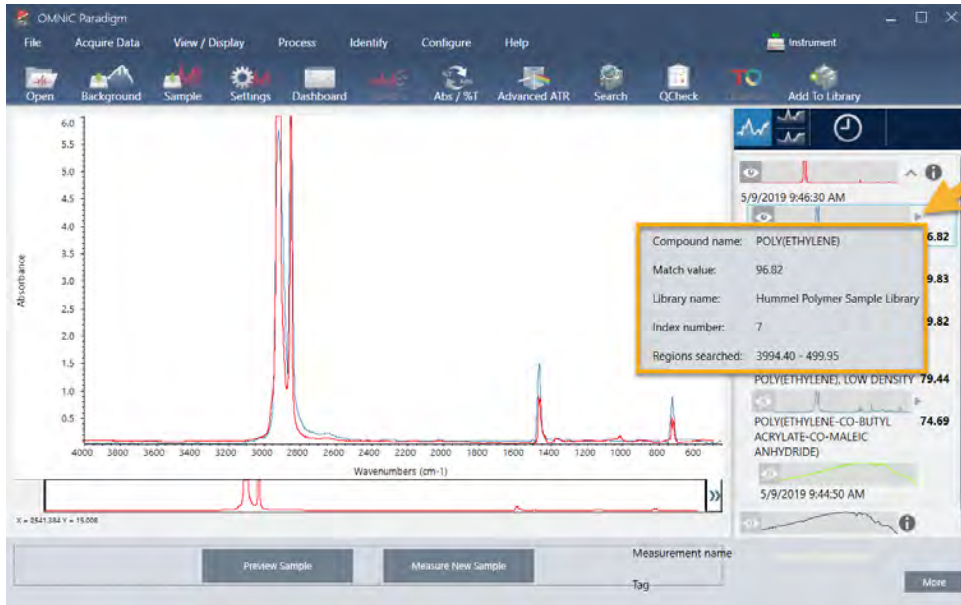 OMNIC Paradigm
File Acquire Data View / Display Process Identify Configure Help Instrument
Open Background Sample Settings Dashboard Abs / %T Advanced ATR Search QCheck Add To Library
6.0
5.5
5.0
4.5
4.0
3.5
3.0
2.5
2.0
1.5
1.0
0.5
Absorbance
4000 3800 3600 3400 3200 3000 2800 2600 2400 2200 2000 1800 1600 1400 1200 1000 800 600
Wavenumbers (cm-1)
X = 2841.384 Y = 15.008
5/9/2019 9:46:30 AM
6.82
Compound name: POLY(ETHYLENE)
Match value: 96.82
9.83
Library name: Hummel Polymer Sample Library
9.82
Index number: 7
Regions searched: 3994.40 - 499.95
POLY(ETHYLENE), LOW DENSITY 79.44
POLY(ETHYLENE-CO-BUTYL 74.69
ACRYLATE-CO-MALEIC
ANHYDRIDE)
5/9/2019 9:44:50 AM
Preview Sample Measure New Sample
Measurement name
Tag
More